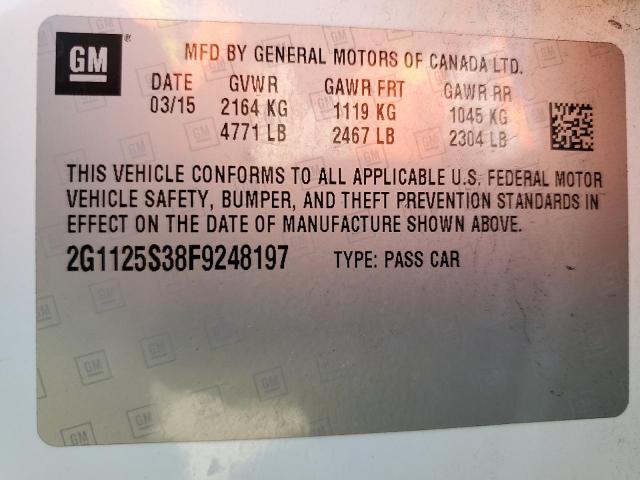 GM ® MFD BY GENERAL MOTORS OF CANADA LTD.
DATE GVWR GAWR FRT GAWR RR
03/15 2164 KG 1119 KG 1045 KG
4771 LB 2467 LB 2304 LB
THIS VEHICLE CONFORMS TO ALL APPLICABLE U.S. FEDERAL MOTOR
VEHICLE SAFETY, BUMPER, AND THEFT PREVENTION STANDARDS IN
EFFECT ON THE DATE OF MANUFACTURE SHOWN ABOVE.
2G1125S38F9248197 TYPE: PASS CAR